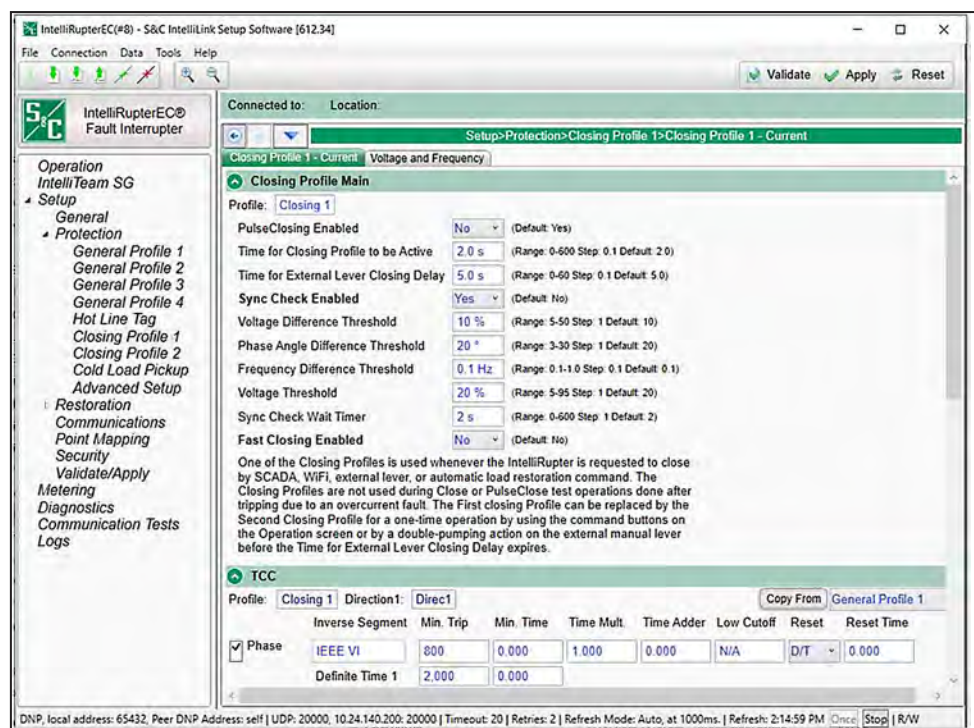 IntelliRupterEC(#8) - S&C IntelliLink Setup Software [612.34]
File Connection Data Tools Help
Validate Apply Reset
S&C IntelliRupterEC®
Fault Interrupter
Connected to: Location:
Setup>Protection>Closing Profile 1>Closing Profile 1 - Current
Closing Profile 1 - Current Voltage and Frequency
Operation
IntelliTeam SG
Setup
General
Protection
General Profile 1
General Profile 2
General Profile 3
General Profile 4
Hot Line Tag
Closing Profile 1
Closing Profile 2
Cold Load Pickup
Advanced Setup
Restoration
Communications
Point Mapping
Security
Validate/Apply
Metering
Diagnostics
Communication Tests
Logs
Closing Profile Main
Profile: Closing 1
PulseClosing Enabled No (Default: Yes)
Time for Closing Profile to be Active 2.0 s (Range: 0-600 Step: 0.1 Default: 2.0)
Time for External Lever Closing Delay 5.0 s (Range: 0-60 Step: 0.1 Default: 5.0)
Sync Check Enabled Yes (Default: No)
Voltage Difference Threshold 10 % (Range: 5-50 Step: 1 Default: 10)
Phase Angle Difference Threshold 20 ° (Range: 3-30 Step: 1 Default: 20)
Frequency Difference Threshold 0.1 Hz (Range: 0.1-1.0 Step: 0.1 Default: 0.1)
Voltage Threshold 20 % (Range: 5-95 Step: 1 Default: 20)
Sync Check Wait Timer 2 s (Range: 0-600 Step: 1 Default: 2)
Fast Closing Enabled No (Default: No)
One of the Closing Profiles is used whenever the IntelliRupter is requested to close
by SCADA, WiFi, external lever, or automatic load restoration command. The
Closing Profiles are not used during Close or PulseClose test operations done after
tripping due to an overcurrent fault. The First closing Profile can be replaced by the
Second Closing Profile for a one-time operation by using the command buttons on
the Operation screen or by a double-pumping action on the external manual lever
before the Time for External Lever Closing Delay expires.
TCC
Profile: Closing 1 Direction1: Direc1 Copy From General Profile 1
Inverse Segment Min. Trip Min. Time Time Mult. Time Adder Low Cutoff Reset Reset Time
Phase IEEE VI 800 0.000 1.000 0.000 N/A D/T 0.000
Definite Time 1 2,000 0.000
DNP, local address: 65432, Peer DNP Address: self | UDP: 20000, 10.24.140.200: 20000 | Timeout: 20 | Retries: 2 | Refresh Mode: Auto, at 1000ms. | Refresh: 2:14:59 PM Once Stop | R/W